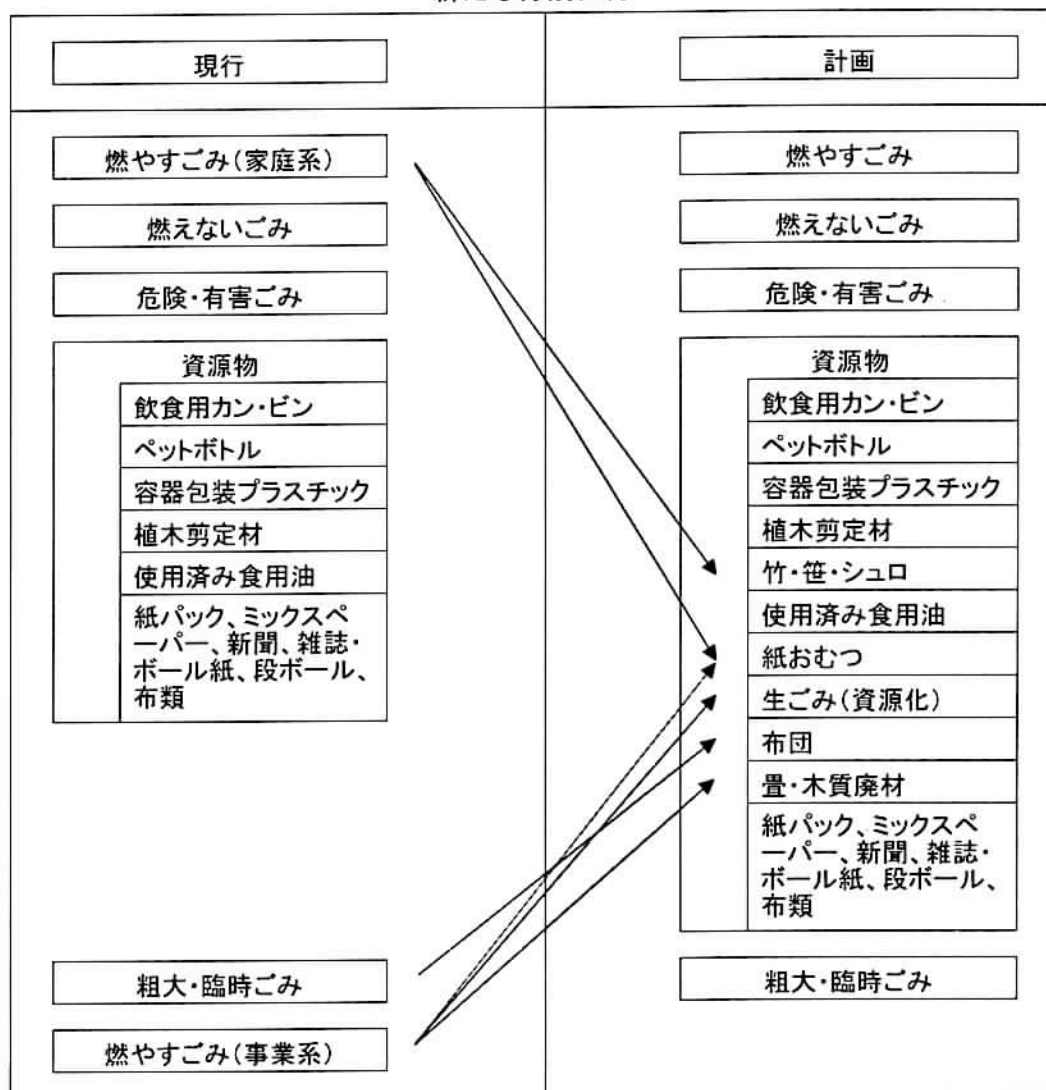 現行
燃やすごみ(家庭系)
燃えないごみ
危険・有害ごみ
資源物
飲食用カン・ビン
ペットボトル
容器包装プラスチック
植木剪定材
使用済み食用油
紙パック、ミックスペ
ーパー、新聞、雑誌・
ボール紙、段ボール、
布類
粗大・臨時ごみ
燃やすごみ(事業系)
計画
燃やすごみ
燃えないごみ
危険・有害ごみ
資源物
飲食用カン・ビン
ペットボトル
容器包装プラスチック
植木剪定材
竹・笹・シュロ
使用済み食用油
紙おむつ
生ごみ(資源化)
布団
畳・木質廃材
紙パック、ミックスペ
ーパー、新聞、雑誌・
ボール紙、段ボール、
布類
粗大・臨時ごみ